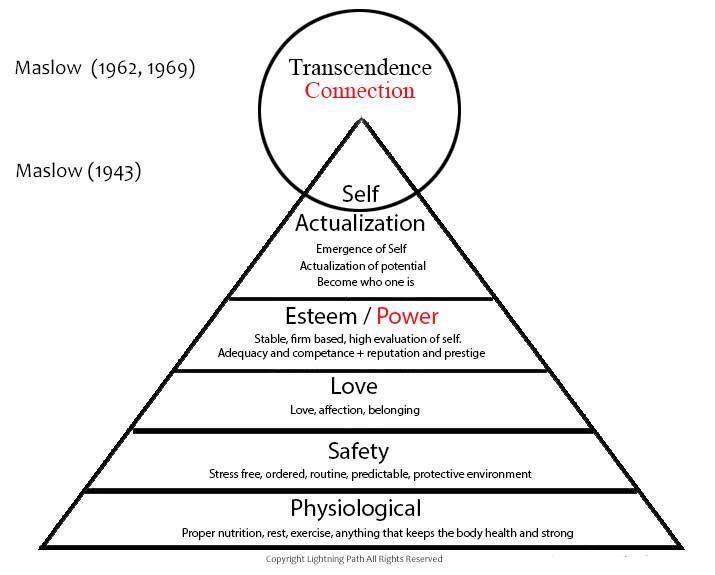 Maslow (1962, 1969)
Transcendence
Connection
Maslow (1943)
Self
Actualization
Emergence of Self
Actualization of potential
Become who one is
Esteem / Power
Stable, firm based, high evaluation of self.
Adequacy and competance + reputation and prestige
Love
Love, affection, belonging
Safety
Stress free, ordered, routine, predictable, protective environment
Physiological
Proper nutrition, rest, exercise, anything that keeps the body health and strong
Copyright Lightning Path All Rights Reserved